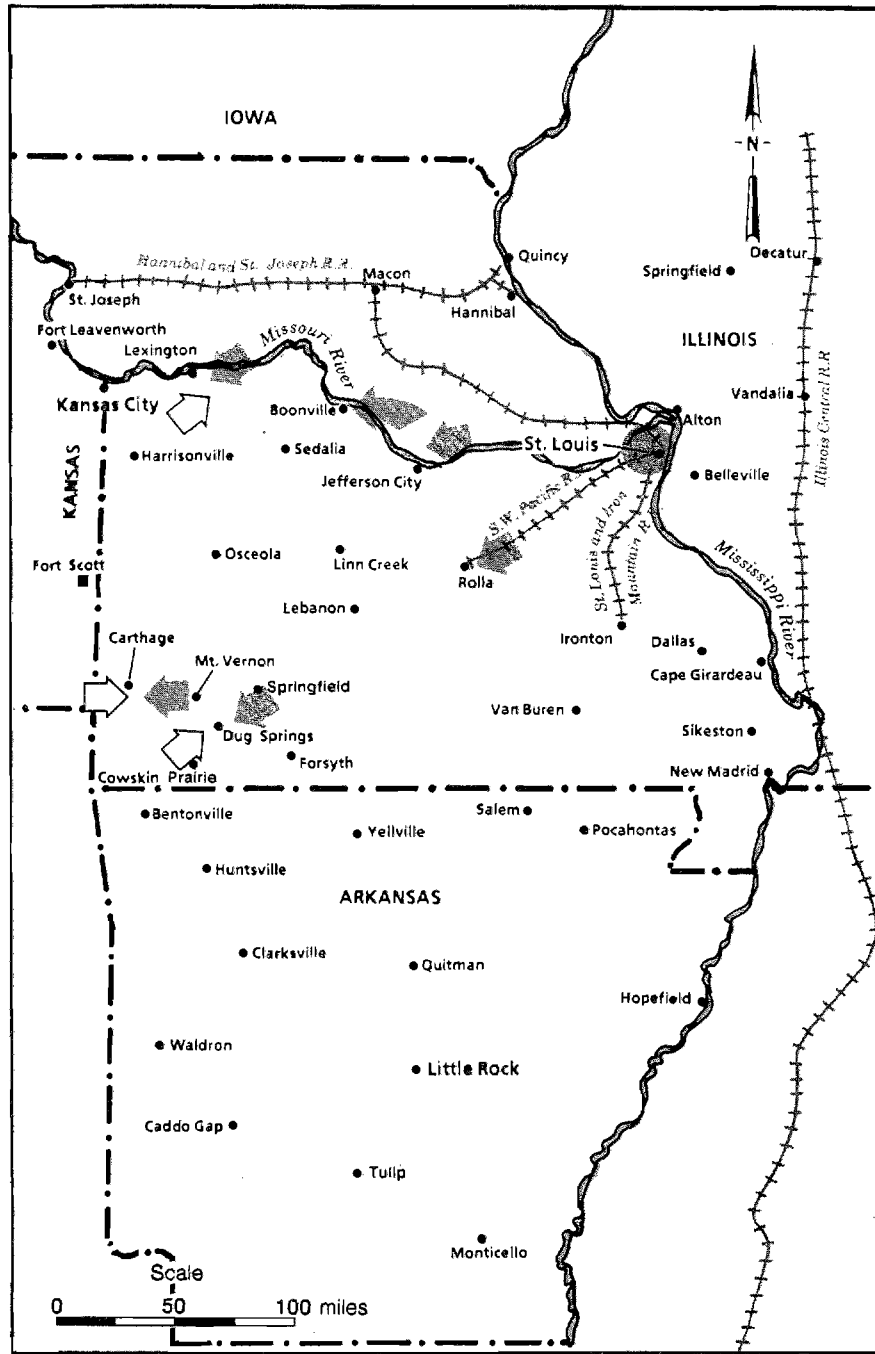 IOWA
-N-
Hannibal and St. Joseph R.R.
Quincy
Decatur
Springfield
St. Joseph
Macon
Hannibal
Fort Leavenworth
Missouri River
ILLINOIS
Lexington
Kansas City
Boonville
Vandalia
Illinois Central R.R
Alton
St. Louis
Harrisonville
Sedalia
Jefferson City
Belleville
KANSAS
S.W. Pacific R.
Osceola
Linn Creek
Fort Scott
Rolla
St. Louis and Iron
Mountain R
Mississippi River
Lebanon
Ironton
Dallas
Carthage
Mt. Vernon
Springfield
Cape Girardeau
Van Buren
Dug Springs
Sikeston
Forsyth
Cowskin Prairie
New Madrid
Bentonville
Salem
Yellville
Pocahontas
Huntsville
ARKANSAS
Clarksville
Quitman
Hopefield
Waldron
Little Rock
Caddo Gap
Tulip
Monticello
Scale
0 50 100 miles